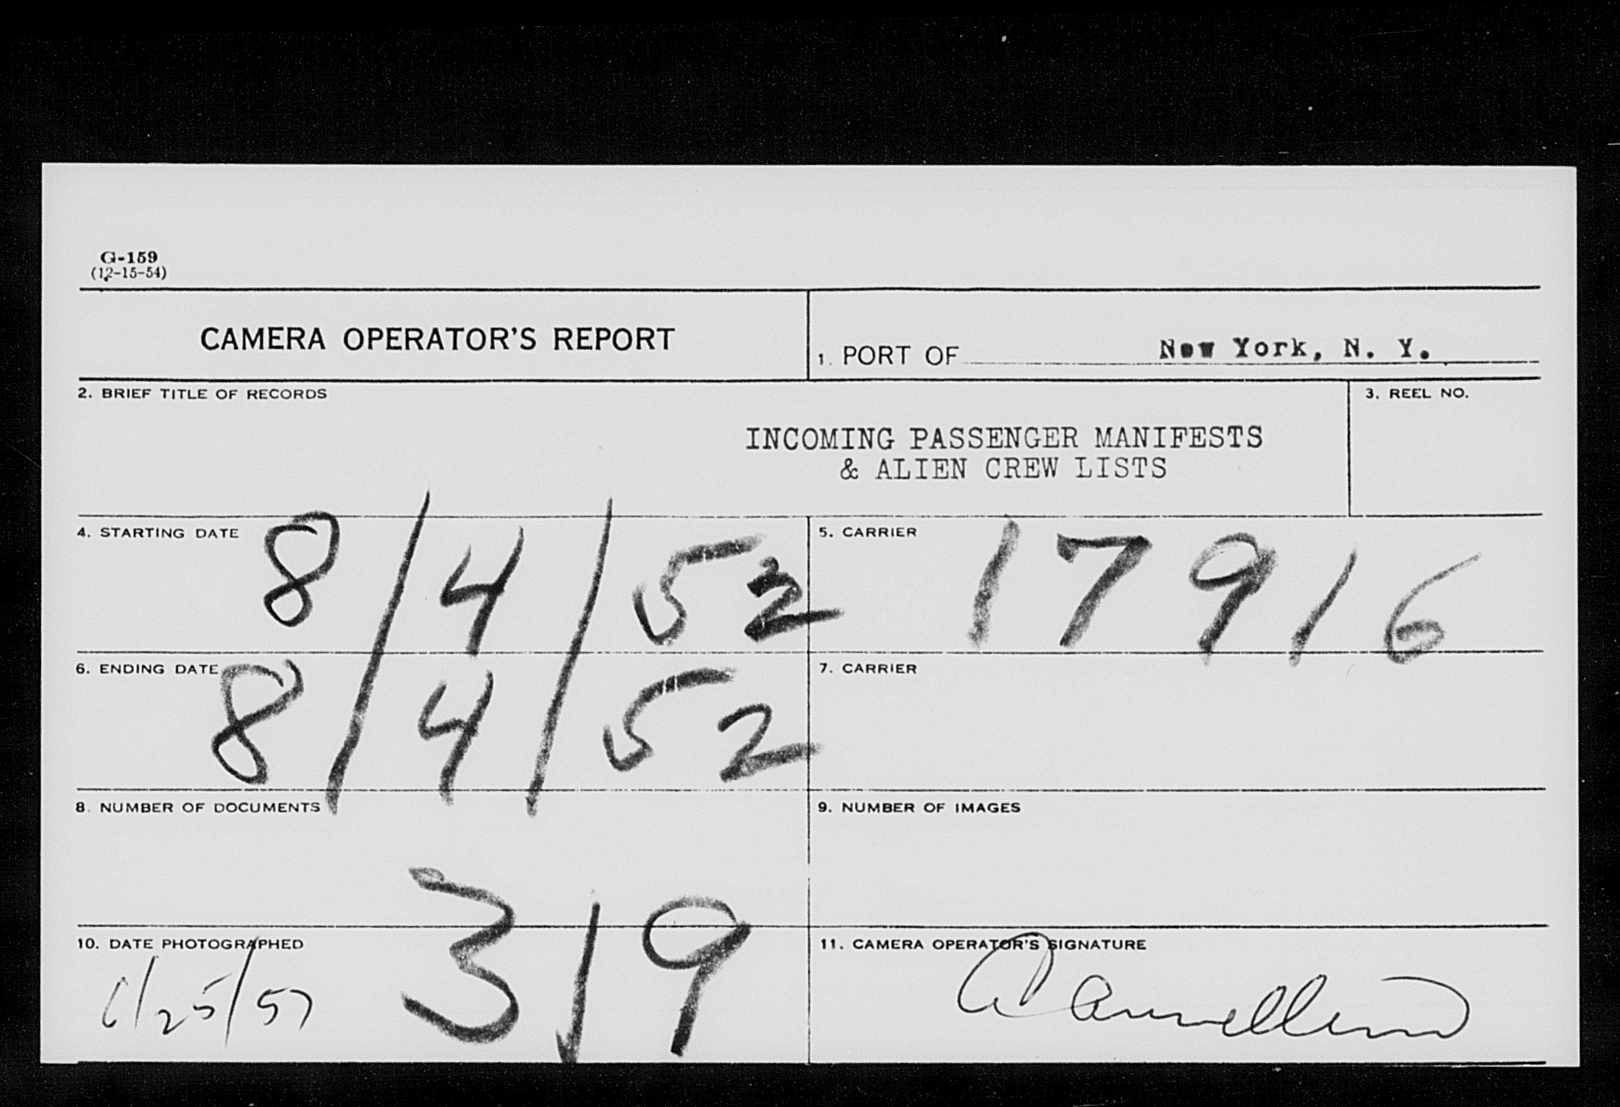 G-159
(12-15-54)
CAMERA OPERATOR'S REPORT
1. PORT OF New York, N. Y.
2. BRIEF TITLE OF RECORDS
INCOMING PASSENGER MANIFESTS
& ALIEN CREW LISTS
3. REEL NO.
4. STARTING DATE 8/4/52
5. CARRIER 17916
6. ENDING DATE 8/4/52
7. CARRIER
8. NUMBER OF DOCUMENTS
9. NUMBER OF IMAGES
319
10. DATE PHOTOGRAPHED
6/25/57
11. CAMERA OPERATOR'S SIGNATURE